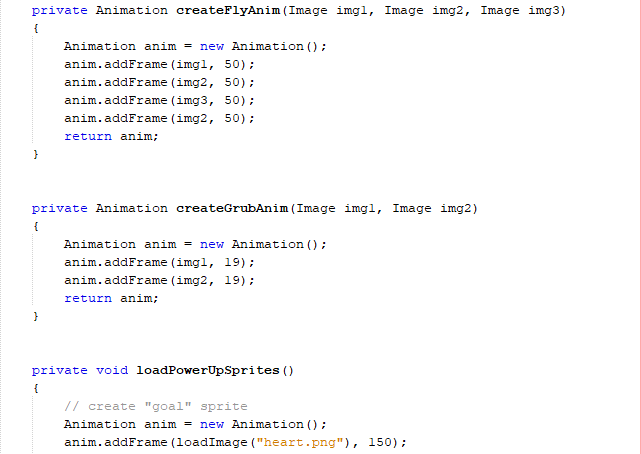 private Animation createFlyAnim(Image img1, Image img2, Image img3)
{
Animation anim = new Animation();
anim.addFrame(img1, 50);
anim.addFrame(img2, 50);
anim.addFrame(img3, 50);
anim.addFrame(img2, 50);
return anim;
}
private Animation createGrubAnim(Image img1, Image img2)
{
Animation anim = new Animation();
anim.addFrame(img1, 19);
anim.addFrame(img2, 19);
return anim;
}
private void loadPowerUpSprites()
{
// create "goal" sprite
Animation anim = new Animation();
anim.addFrame(loadImage("heart.png"), 150);